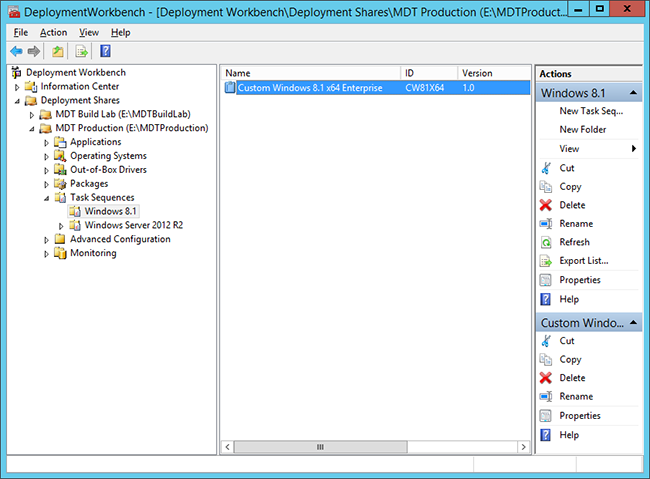 DeploymentWorkbench - [Deployment Workbench\Deployment Shares\MDT Production (E:\MDTProduct...
File Action View Help
Deployment Workbench
Information Center
Deployment Shares
MDT Build Lab (E:\MDTBuildLab)
MDT Production (E:\MDTProduction)
Applications
Operating Systems
Out-of-Box Drivers
Packages
Task Sequences
Windows 8.1
Windows Server 2012 R2
Advanced Configuration
Monitoring
Name ID Version
Custom Windows 8.1 x64 Enterprise CW81X64 1.0
Actions
Windows 8.1
New Task Seq...
New Folder
View
Cut
Copy
Delete
Rename
Refresh
Export List...
Properties
Help
Custom Windo...
Cut
Copy
Delete
Rename
Properties
Help